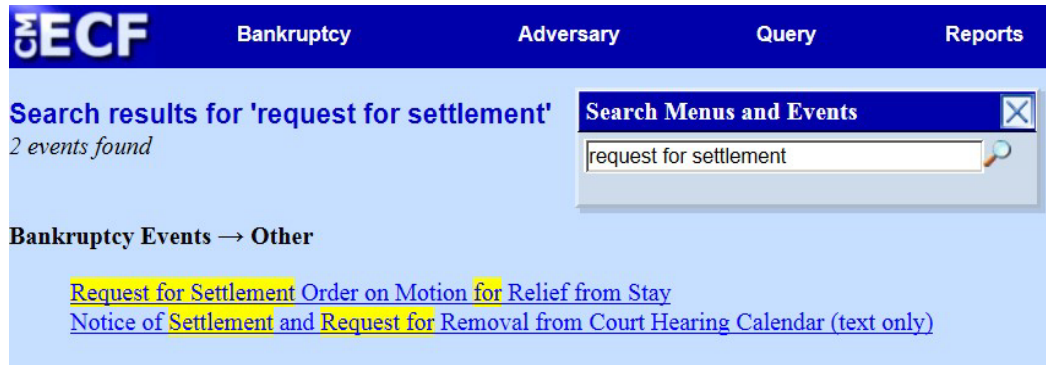 CM ECF Bankruptcy Adversary Query Reports
Search results for 'request for settlement'
2 events found
Search Menus and Events
request for settlement
Bankruptcy Events → Other
Request for Settlement Order on Motion for Relief from Stay
Notice of Settlement and Request for Removal from Court Hearing Calendar (text only)